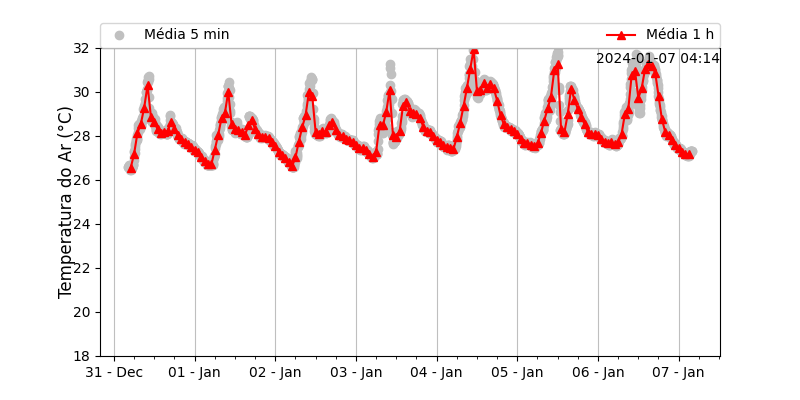 Média 5 min
Média 1 h
2024-01-07 04:14
Temperatura do Ar (°C)
32
30
28
26
24
22
20
18
31 - Dec
01 - Jan
02 - Jan
03 - Jan
04 - Jan
05 - Jan
06 - Jan
07 - Jan